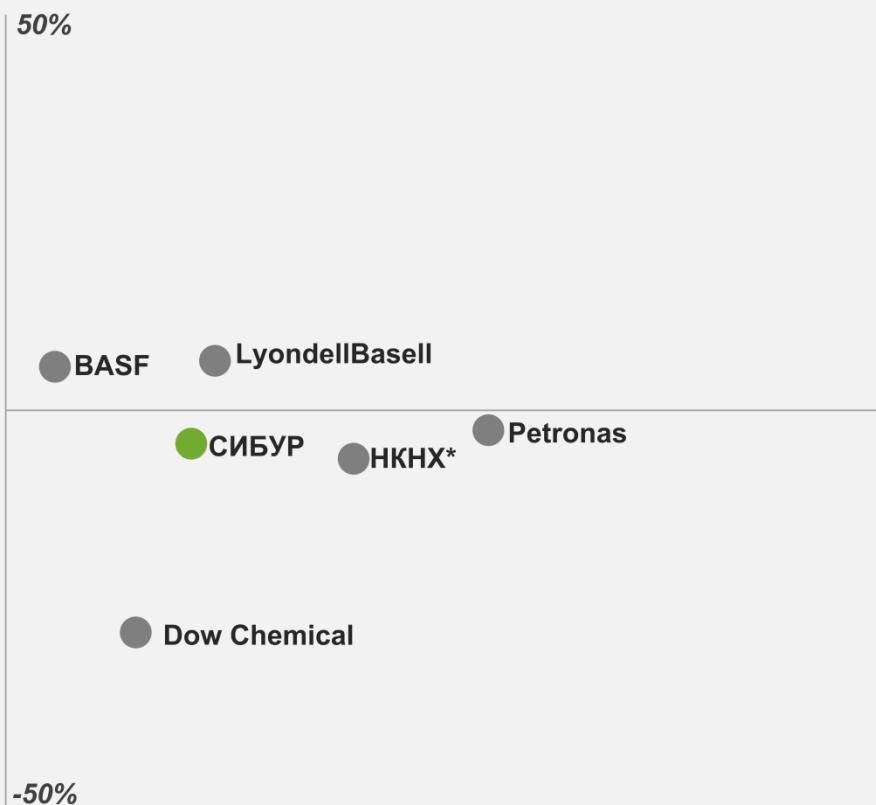 50%
LyondellBasell
BASF
Petronas
СИБУР
НКНХ*
Dow Chemical
-50%